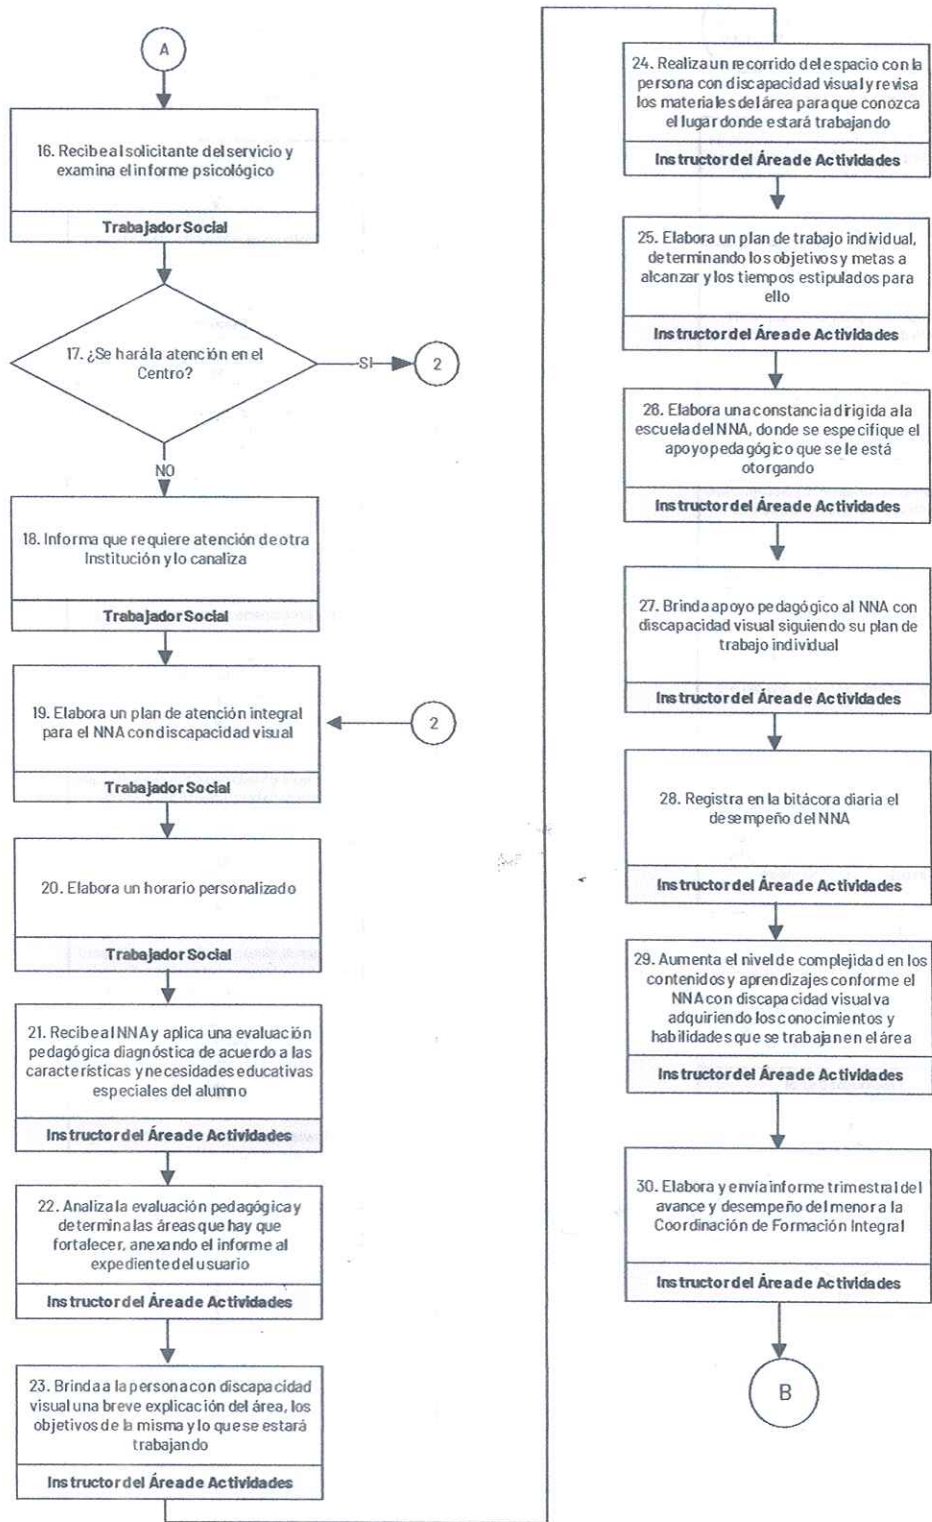 A
16. Recibe al solicitante del servicio y
examina el informe psicológico
Trabajador Social
17. ¿Se hará la atención en el
Centro?
SI
2
NO
18. Informa que requiere atención de otra
Institución y lo canaliza
Trabajador Social
19. Elabora un plan de atención integral
para el NNA con discapacidad visual
2
Trabajador Social
20. Elabora un horario personalizado
Trabajador Social
21. Recibe al NNA y aplica una evaluación
pedagógica diagnóstica de acuerdo a las
características y necesidades educativas
especiales del alumno
Instructor del Área de Actividades
22. Analiza la evaluación pedagógica y
determina las áreas que hay que
fortalecer, anexando el informe al
expediente del usuario
Instructor del Área de Actividades
23. Brinda a la persona con discapacidad
visual una breve explicación del área, los
objetivos de la misma y lo que se estará
trabajando
Instructor del Área de Actividades
24. Realiza un recorrido del espacio con la
persona con discapacidad visual y revisa
los materiales del área para que conozca
el lugar donde estará trabajando
Instructor del Área de Actividades
25. Elabora un plan de trabajo individual,
determinando los objetivos y metas a
alcanzar y los tiempos estipulados para
ello
Instructor del Área de Actividades
26. Elabora una constancia dirigida a la
escuela del NNA, donde se especifique el
apoyo pedagógico que se le está
otorgando
Instructor del Área de Actividades
27. Brinda apoyo pedagógico al NNA con
discapacidad visual siguiendo su plan de
trabajo individual
Instructor del Área de Actividades
28. Registra en la bitácora diaria el
desempeño del NNA
Instructor del Área de Actividades
29. Aumenta el nivel de complejidad en los
contenidos y aprendizajes conforme el
NNA con discapacidad visual va
adquiriendo los conocimientos y
habilidades que se trabajan en el área
Instructor del Área de Actividades
30. Elabora y envía informe trimestral del
avance y desempeño del menor a la
Coordinación de Formación Integral
Instructor del Área de Actividades
B